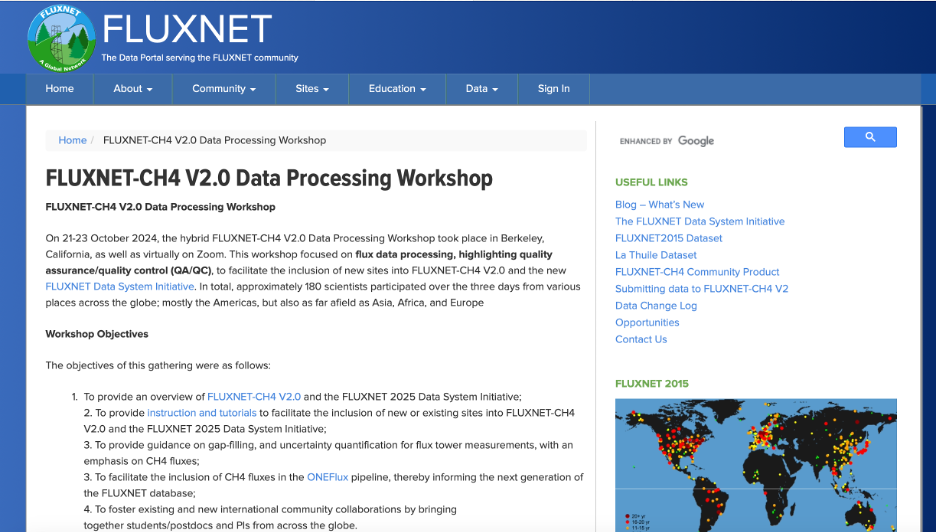 FLUXNET
A Global Network
FLUXNET
The Data Portal serving the FLUXNET community
Home
About
Community
Sites
Education
Data
Sign In
Home / FLUXNET-CH4 V2.0 Data Processing Workshop
FLUXNET-CH4 V2.0 Data Processing Workshop
FLUXNET-CH4 V2.0 Data Processing Workshop
On 21-23 October 2024, the hybrid FLUXNET-CH4 V2.0 Data Processing Workshop took place in Berkeley,
California, as well as virtually on Zoom. This workshop focused on flux data processing, highlighting quality
assurance/quality control (QA/QC), to facilitate the inclusion of new sites into FLUXNET-CH4 V2.0 and the new
FLUXNET Data System Initiative. In total, approximately 180 scientists participated over the three days from various
places across the globe; mostly the Americas, but also as far afield as Asia, Africa, and Europe
Workshop Objectives
The objectives of this gathering were as follows:
1. To provide an overview of FLUXNET-CH4 V2.0 and the FLUXNET 2025 Data System Initiative;
2. To provide instruction and tutorials to facilitate the inclusion of new or existing sites into FLUXNET-CH4
V2.0 and the FLUXNET 2025 Data System Initiative;
3. To provide guidance on gap-filling, and uncertainty quantification for flux tower measurements, with an
emphasis on CH4 fluxes;
3. To facilitate the inclusion of CH4 fluxes in the ONEFlux pipeline, thereby informing the next generation of
the FLUXNET database;
4. To foster existing and new international community collaborations by bringing
together students/postdocs and PIs from across the globe.
ENHANCED BY Google
USEFUL LINKS
Blog – What's New
The FLUXNET Data System Initiative
FLUXNET2015 Dataset
La Thuile Dataset
FLUXNET-CH4 Community Product
Submitting data to FLUXNET-CH4 V2
Data Change Log
Opportunities
Contact Us
FLUXNET 2015